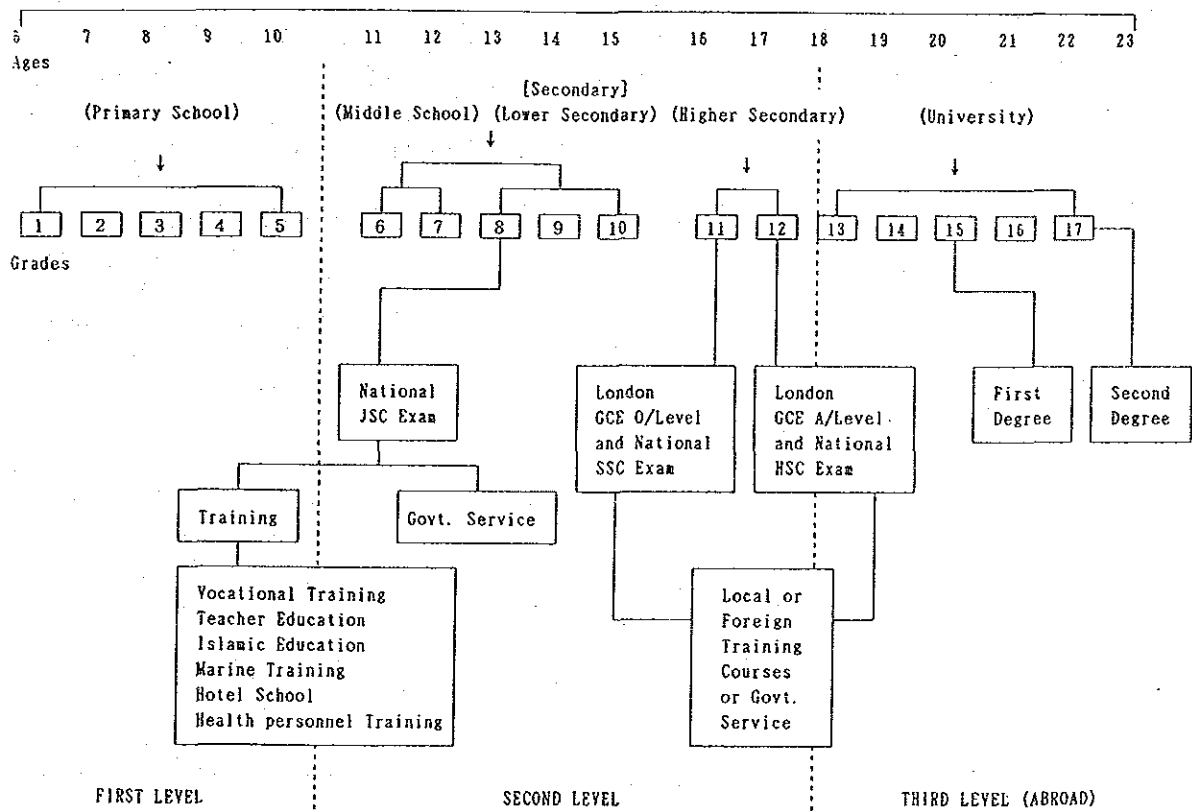 6 7 8 9 10 11 12 13 14 15 16 17 18 19 20 21 22 23
Ages
[Secondary]
(Primary School) (Middle School) (Lower Secondary) (Higher Secondary) (University)
1 2 3 4 5 6 7 8 9 10 11 12 13 14 15 16 17
Grades
National
JSC Exam
London
GCE O/Level
and National
SSC Exam
London
GCE A/Level
and National
HSC Exam
First
Degree
Second
Degree
Training
Govt. Service
Vocational Training
Teacher Education
Islamic Education
Marine Training
Hotel School
Health personnel Training
Local or
Foreign
Training
Courses
or Govt.
Service
FIRST LEVEL SECOND LEVEL THIRD LEVEL (ABROAD)